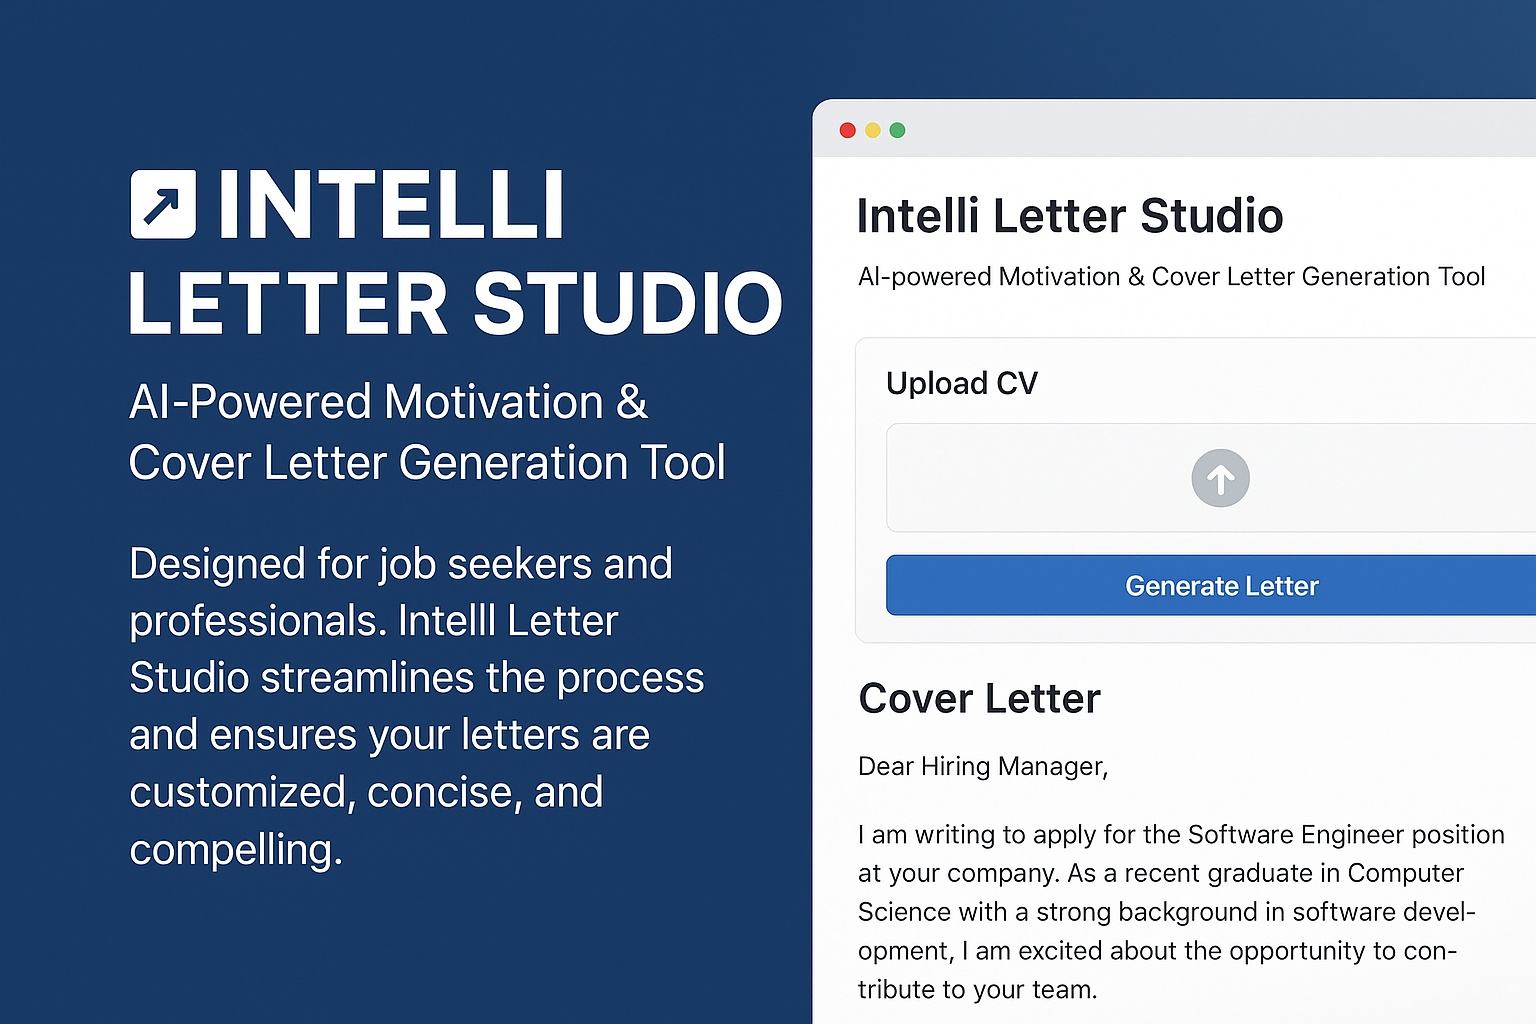 INTELLI
LETTER STUDIO
AI-Powered Motivation &
Cover Letter Generation Tool
Designed for job seekers and
professionals. Intelll Letter
Studio streamlines the process
and ensures your letters are
customized, concise, and
compelling.
Intelli Letter Studio
AI-powered Motivation & Cover Letter Generation Tool
Upload CV
Generate Letter
Cover Letter
Dear Hiring Manager,
I am writing to apply for the Software Engineer position
at your company. As a recent graduate in Computer
Science with a strong background in software devel-
opment, I am excited about the opportunity to con-
tribute to your team.